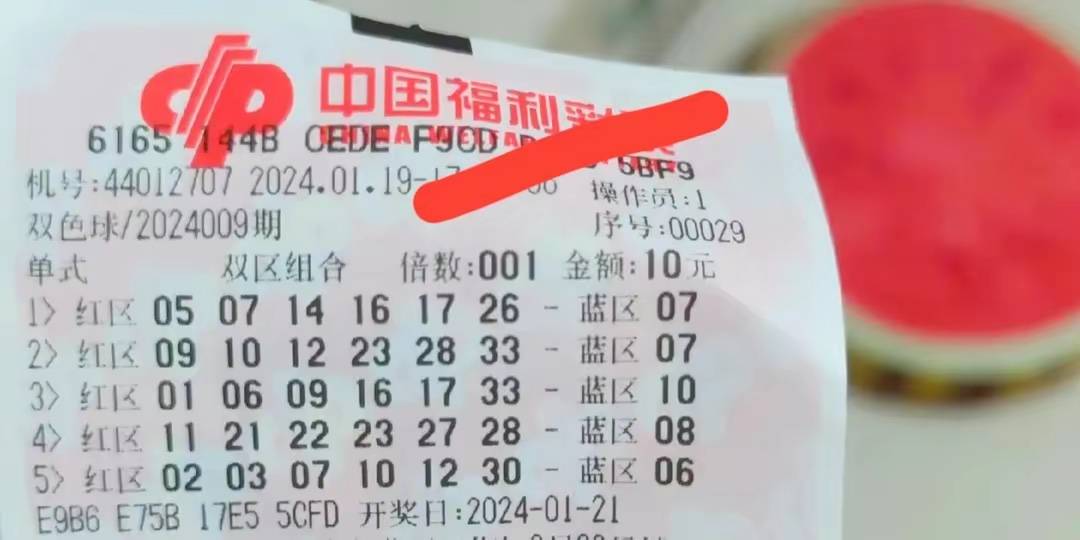 中国福利彩
6165 144B CEDE F9CD 5BF9
机号:44012707 2024.01.19 操作员:1
双色球/2024009期 序号:00029
单式 双区组合 倍数:001 金额:10元
1> 红区 05 07 14 16 17 26 - 蓝区 07
2> 红区 09 10 12 23 28 33 - 蓝区 07
3> 红区 01 06 09 16 17 33 - 蓝区 10
4> 红区 11 21 22 23 27 28 - 蓝区 08
5> 红区 02 03 07 10 12 30 - 蓝区 06
E9B6 E75B 17E5 5CFD 开奖日:2024-01-21